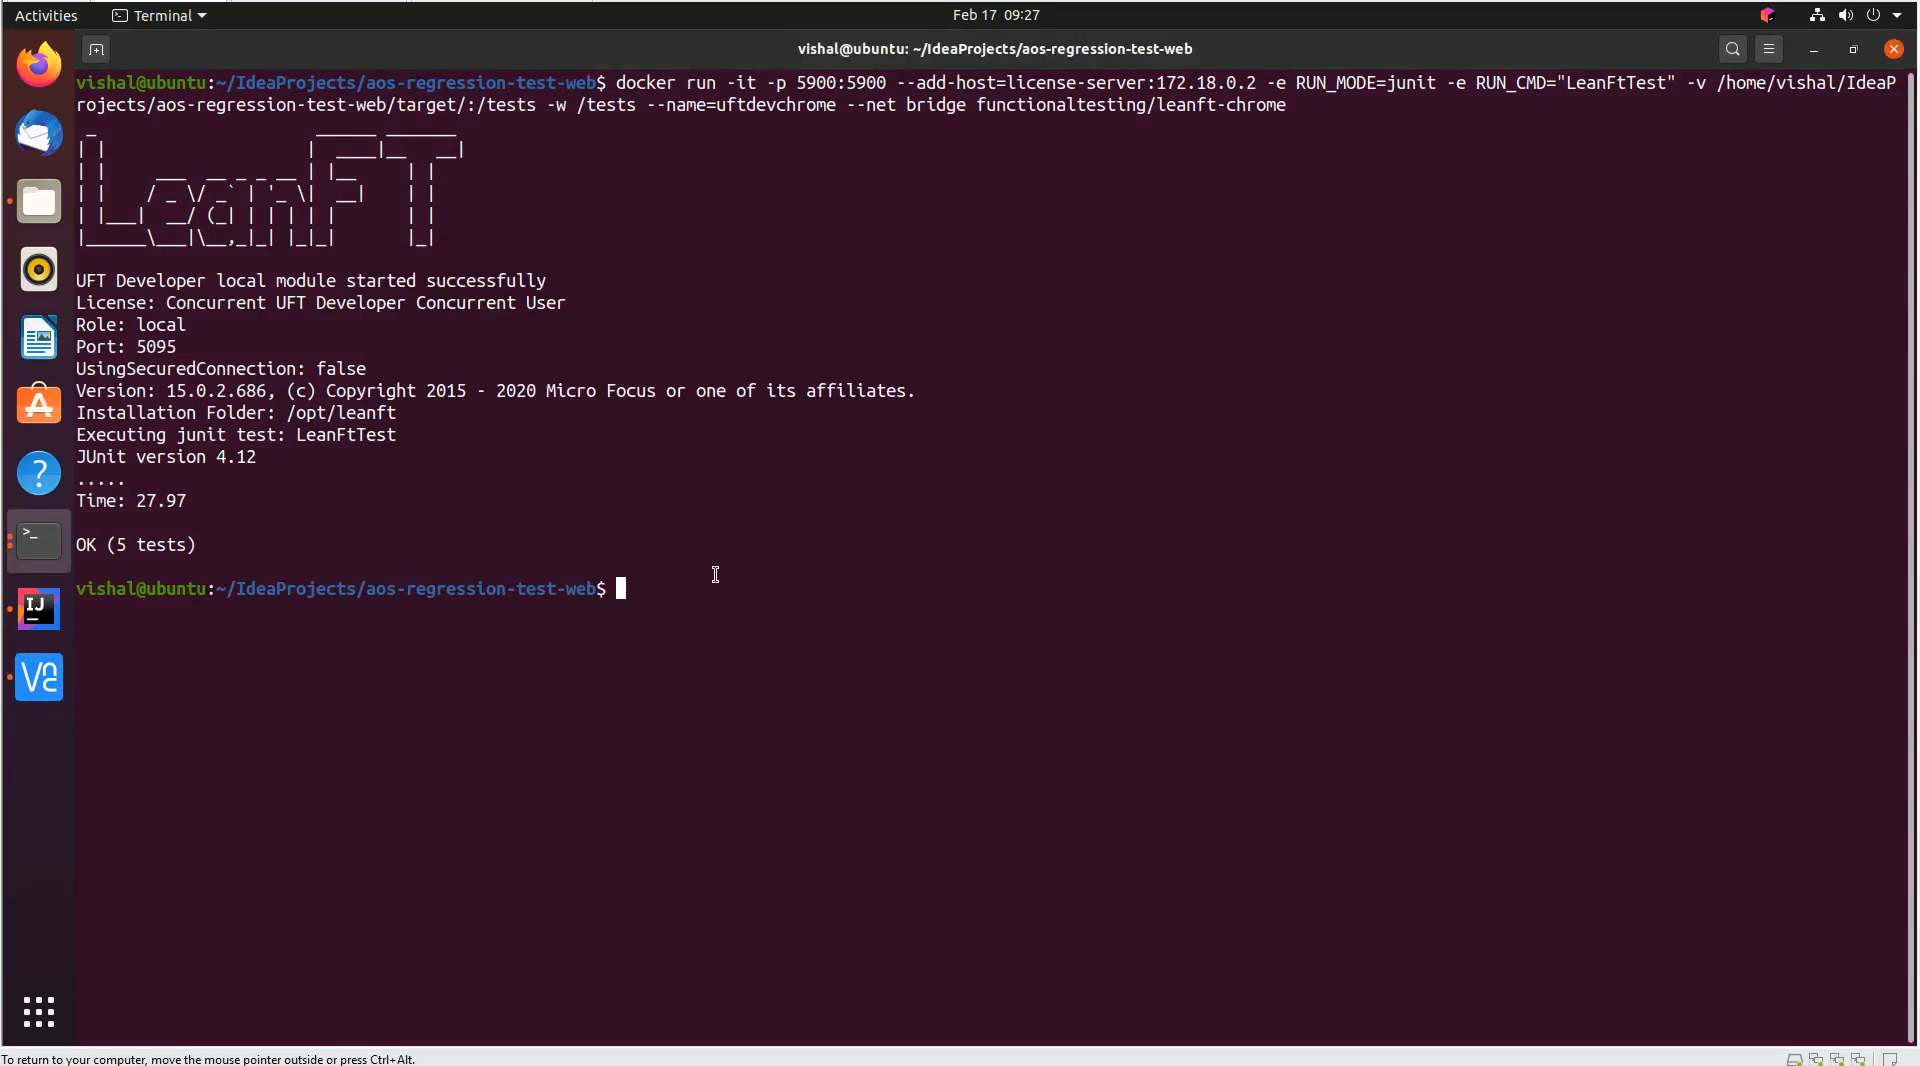 Activities Terminal Feb 17 09:27
vishal@ubuntu: ~/IdeaProjects/aos-regression-test-web
vishal@ubuntu:~/IdeaProjects/aos-regression-test-web$ docker run -it -p 5900:5900 --add-host=license-server:172.18.0.2 -e RUN_MODE=junit -e RUN_CMD="LeanFtTest" -v /home/vishal/IdeaP
rojects/aos-regression-test-web/target/:/tests -w /tests --name=uftdevchrome --net bridge functionaltesting/leanft-chrome
LeanFT
UFT Developer local module started successfully
License: Concurrent UFT Developer Concurrent User
Role: local
Port: 5095
UsingSecuredConnection: false
Version: 15.0.2.686, (c) Copyright 2015 - 2020 Micro Focus or one of its affiliates.
Installation Folder: /opt/leanft
Executing junit test: LeanFtTest
JUnit version 4.12
.....
Time: 27.97
OK (5 tests)
vishal@ubuntu:~/IdeaProjects/aos-regression-test-web$
To return to your computer, move the mouse pointer outside or press Ctrl+Alt.